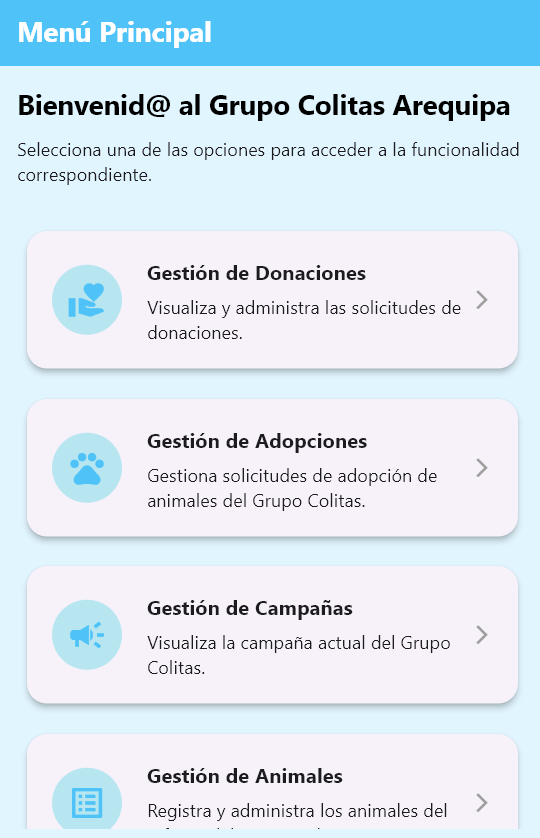 Menú Principal
Bienvenid@ al Grupo Colitas Arequipa
Selecciona una de las opciones para acceder a la funcionalidad
correspondiente.
Gestión de Donaciones
Visualiza y administra las solicitudes de
donaciones.
Gestión de Adopciones
Gestiona solicitudes de adopción de
animales del Grupo Colitas.
Gestión de Campañas
Visualiza la campaña actual del Grupo
Colitas.
Gestión de Animales
Registra y administra los animales del